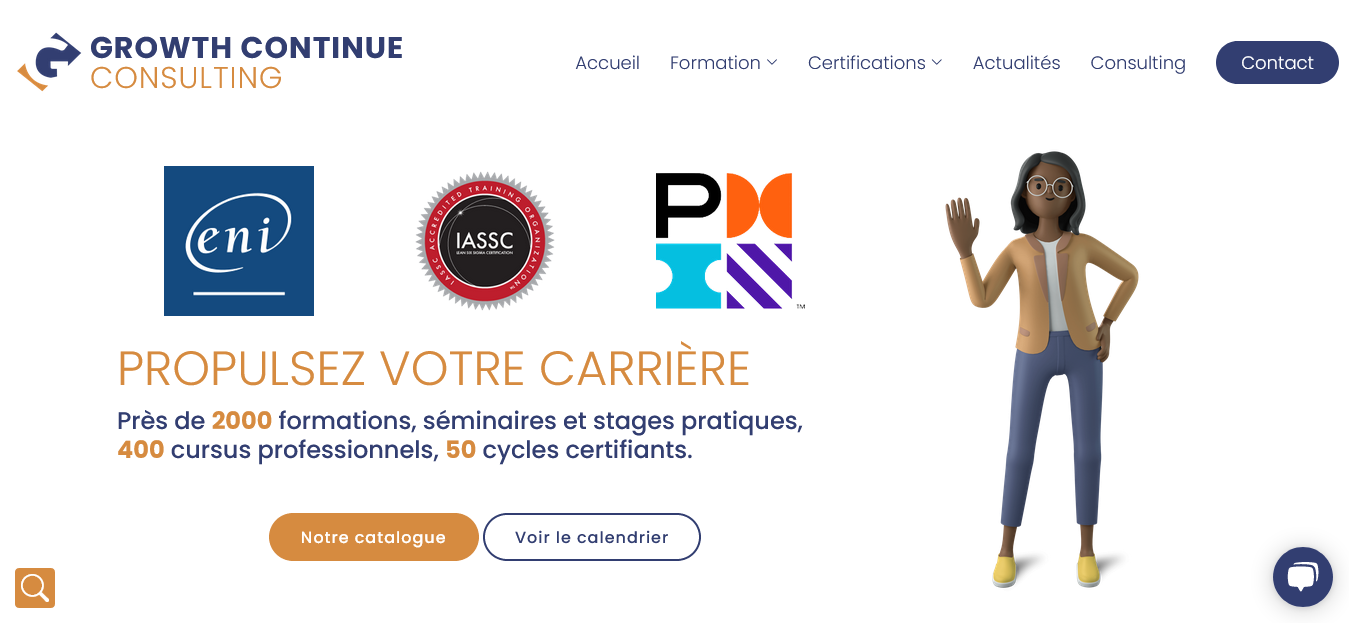 GROWTH CONTINUE
CONSULTING
Accueil
Formation
Certifications
Actualités
Consulting
Contact
eni
IASSC ACCREDITED TRAINING ORGANIZATION
IASSC
LEAN SIX SIGMA CERTIFICATION
TM
P
TM
PROPULSEZ VOTRE CARRIÈRE
Près de 2000 formations, séminaires et stages pratiques,
400 cursus professionnels, 50 cycles certifiants.
Notre catalogue
Voir le calendrier